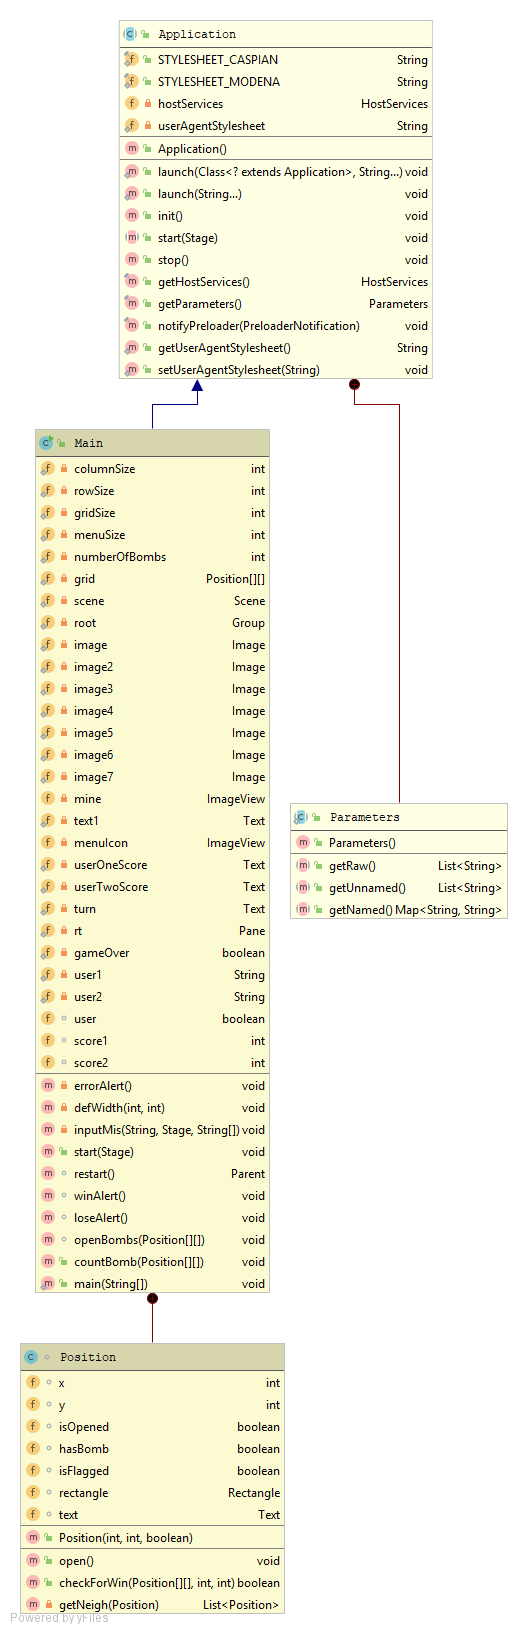 Application
STYLESHEET_CASPIAN String
STYLESHEET_MODENA String
hostServices HostServices
userAgentStylesheet String
Application()
launch(Class<? extends Application>, String...) void
launch(String...) void
init() void
start(Stage) void
stop() void
getHostServices() HostServices
getParameters() Parameters
notifyPreloader(PreloaderNotification) void
getUserAgentStylesheet() String
setUserAgentStylesheet(String) void
Main
columnSize int
rowSize int
gridSize int
menuSize int
numberOfBombs int
grid Position[][]
scene Scene
root Group
image Image
image2 Image
image3 Image
image4 Image
image5 Image
image6 Image
image7 Image
mine ImageView
text1 Text
menuIcon ImageView
userOneScore Text
userTwoScore Text
turn Text
rt Pane
gameOver boolean
user1 String
user2 String
user boolean
score1 int
score2 int
errorAlert() void
defWidth(int, int) void
inputMis(String, Stage, String[]) void
start(Stage) void
restart() Parent
winAlert() void
loseAlert() void
openBombs(Position[][]) void
countBomb(Position[][]) void
main(String[]) void
Parameters
Parameters()
getRaw() List<String>
getUnnamed() List<String>
getNamed() Map<String, String>
Position
x int
y int
isOpened boolean
hasBomb boolean
isFlagged boolean
rectangle Rectangle
text Text
Position(int, int, boolean)
open() void
checkForWin(Position[][], int, int) boolean
getNeigh(Position) List<Position>
Powered by yFiles